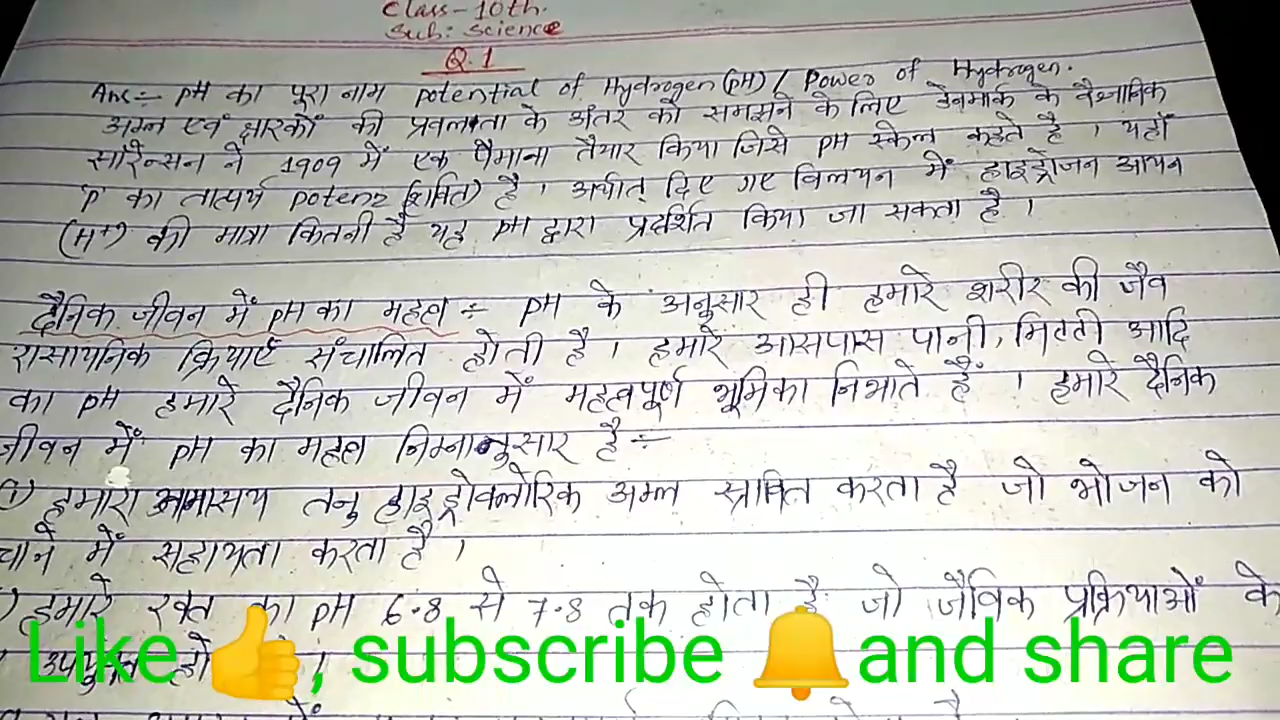 Class-10th.
Sub: Science
Q.1
Ans:- pH का पूरा नाम potential of Hydrogen(pH) / Power of Hydrogen.
अम्ल एवं क्षारकों की प्रबलता के अंतर को समझने के लिए डेनमार्क के वैज्ञानिक
सॉरेन्सन ने 1909 में एक पैमाना तैयार किया जिसे pH स्केल कहते है । यहाँ
'p' का तात्पर्य potenz (शक्ति) है । अर्थात् दिए गए विलयन में हाइड्रोजन आयन
(H+) की मात्रा कितनी है यह pH द्वारा प्रदर्शित किया जा सकता है ।
दैनिक जीवन में pH का महत्व ÷ pH के अनुसार ही हमारे शरीर की जैव
रासायनिक क्रियाएँ संचालित होती है । हमारे आसपास पानी, मिटटी आदि
का pH हमारे दैनिक जीवन में महत्वपूर्ण भूमिका निभाते हैं । हमारे दैनिक
जीवन में pH का महत्व निम्नानुसार है ÷
हमारा आमासय तनु हाइड्रोक्लोरिक अम्ल स्त्रावित करता है जो भोजन को
चाने में सहायता करता है ।
हमारे रक्त का pH 6.8 से 7.8 तक होता है जो जैविक प्रक्रियाओं के
उपयुक्त हो
Like 👍, subscribe 🔔and share